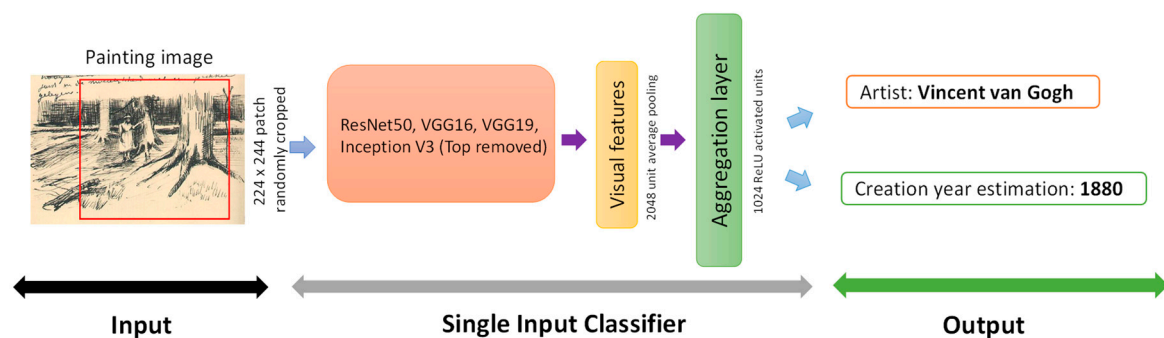 Painting image
224 x 244 patch
randomly cropped
ResNet50, VGG16, VGG19,
Inception V3 (Top removed)
Visual features
2048 unit average pooling
Aggregation layer
1024 ReLU activated units
Artist: Vincent van Gogh
Creation year estimation: 1880
Input
Single Input Classifier
Output